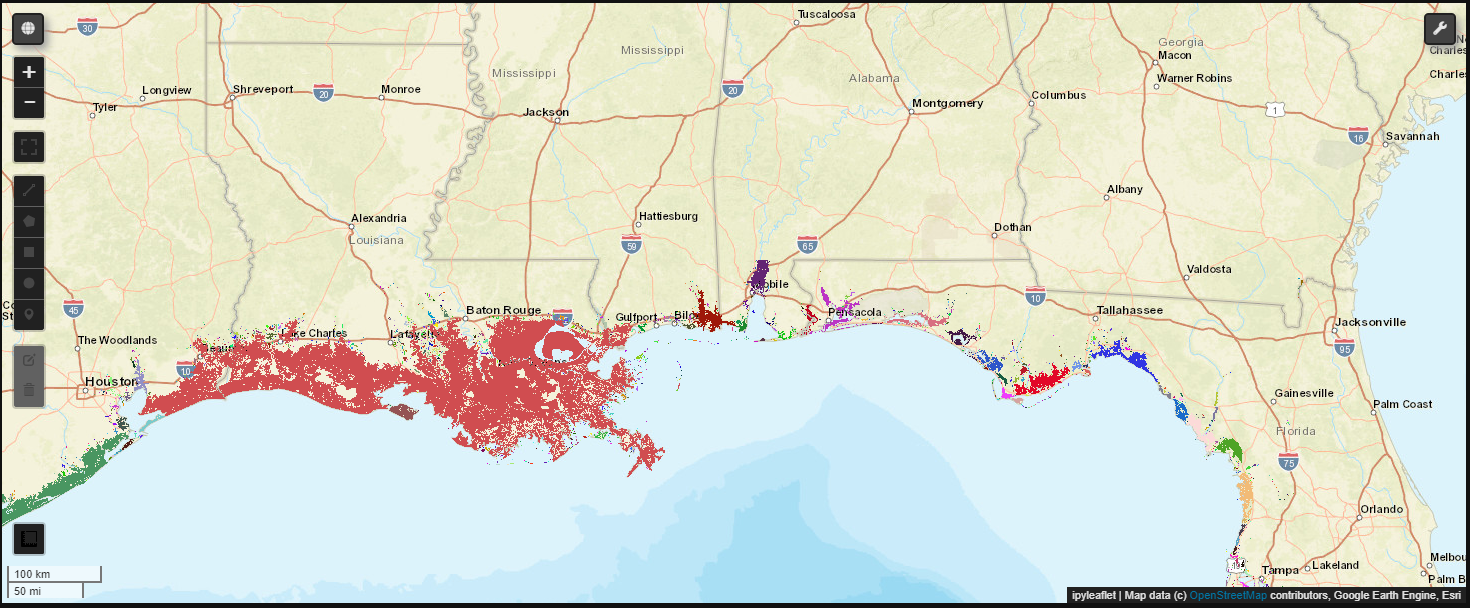 30
Tuscaloosa
Georgia
Charles
Mississippi
Macon
Mississippi
Alabama
Warner Robins
Charles
Longview
Shreveport
20
Monroe
20
Columbus
Tyler
Jackson
Montgomery
1
16
Savannah
Albany
Alexandria
Hattiesburg
Louisiana
59
65
Dothan
Valdosta
45
10
Baton Rouge
Gulfport
Pensacola
Tallahassee
Jacksonville
Lake Charles
The Woodlands
95
10
Houston
Gainesville
Palm Coast
Florida
75
Orlando
Lakeland
Tampa
Melbou
Palm B
100 km
50 mi
ipyleaflet | Map data (c) OpenStreetMap contributors, Google Earth Engine, Esri